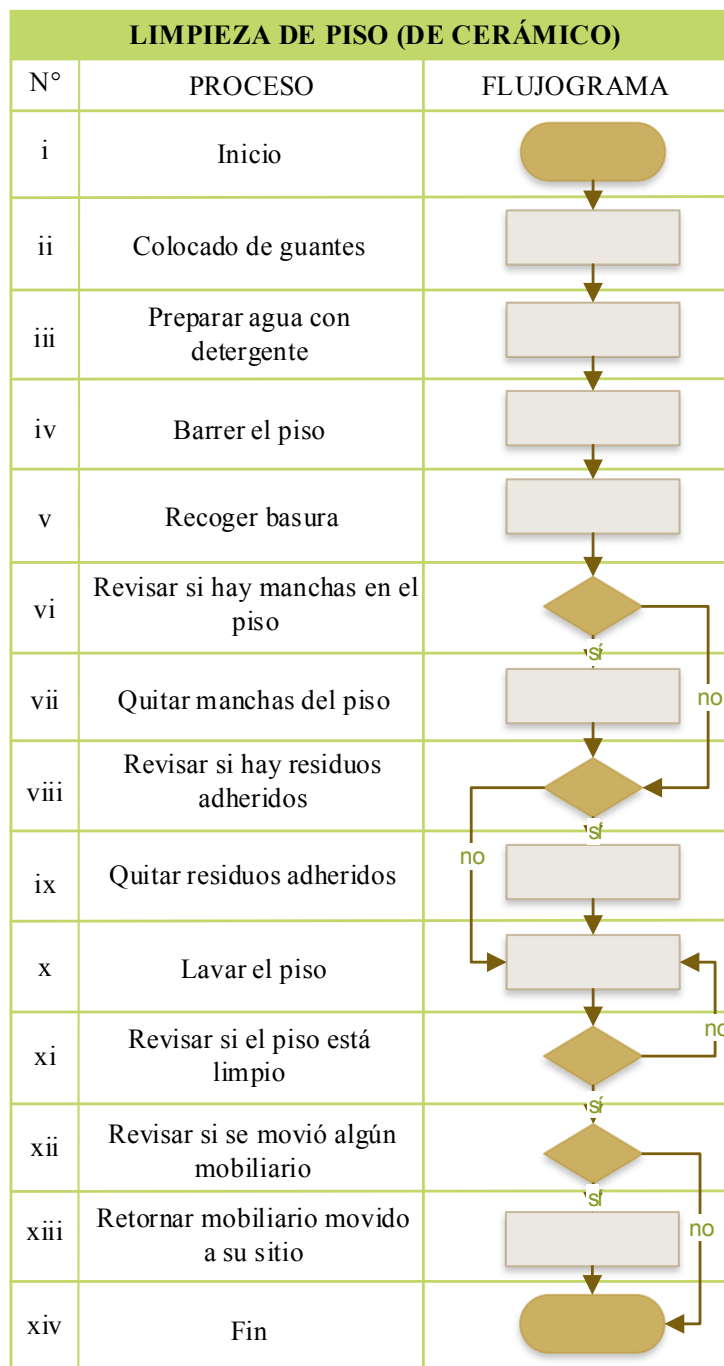 LIMPIEZA DE PISO (DE CERÁMICO)
N° PROCESO FLUJOGRAMA
i Inicio
ii Colocado de guantes
iii Preparar agua con
detergente
iv Barrer el piso
v Recoger basura
vi Revisar si hay manchas en el
piso
sí
no
vii Quitar manchas del piso
viii Revisar si hay residuos
adheridos
sí
no
ix Quitar residuos adheridos
x Lavar el piso
no
xi Revisar si el piso está
limpio
sí
xii Revisar si se movió algún
mobiliario
sí
no
xiii Retornar mobiliario movido
a su sitio
xiv Fin